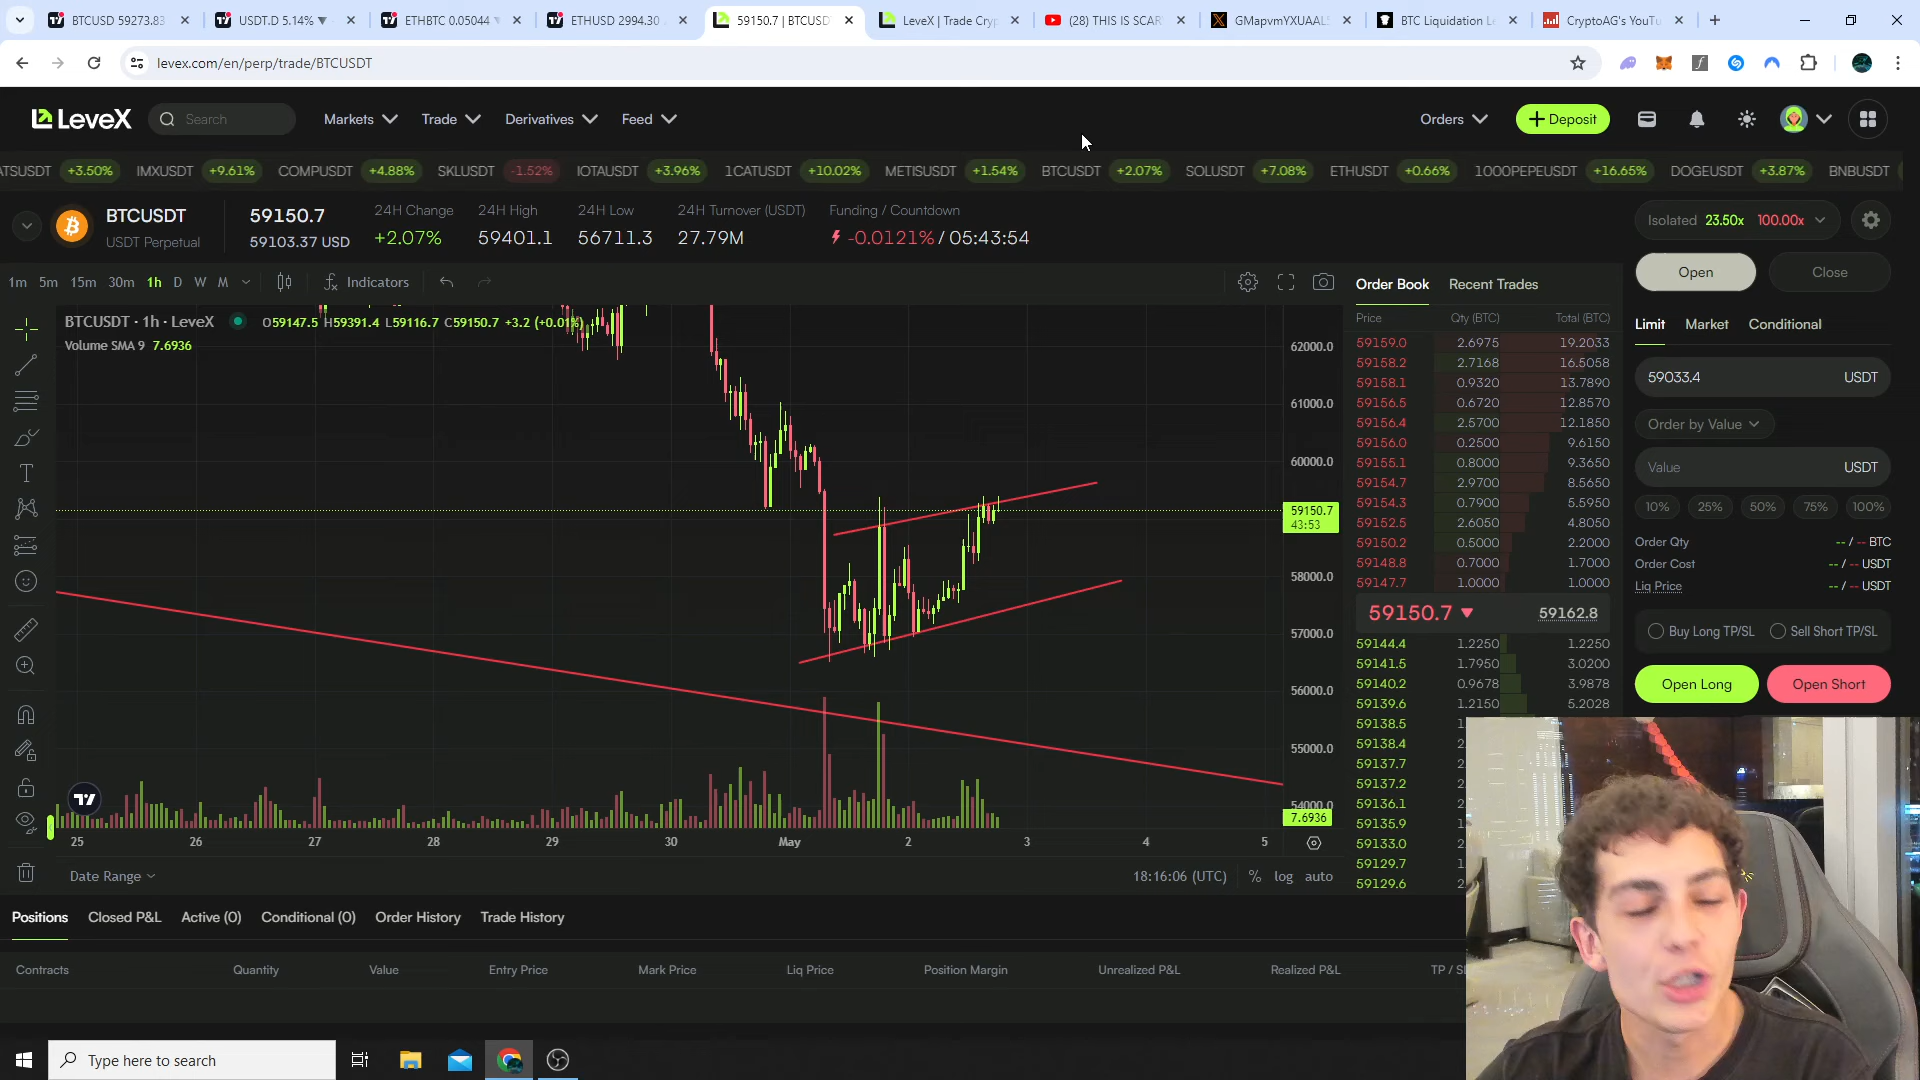 BTCUSD 59273.83
USDT.D 5.14% ▼
ETHBTC 0.05044
ETHUSD 2994.30
59150.7 | BTCUSDT
LeveX | Trade Cryp
(28) THIS IS SCAR
GMapvmYXUAAL
BTC Liquidation Le
CryptoAG's YouTu
levex.com/en/perp/trade/BTCUSDT
LeveX
Search
Markets
Trade
Derivatives
Feed
Orders
+ Deposit
ATSUSDT +3.50% IMXUSDT +9.61% COMPUSDT +4.88% SKLUSDT -1.52% IOTAUSDT +3.96% 1CATUSDT +10.02% METISUSDT +1.54% BTCUSDT +2.07% SOLUSDT +7.08% ETHUSDT +0.66% 1000PEPEUSDT +16.65% DOGEUSDT +3.87% BNBUSDT
BTCUSDT
USDT Perpetual
59150.7
59103.37 USD
24H Change
+2.07%
24H High
59401.1
24H Low
56711.3
24H Turnover (USDT)
27.79M
Funding / Countdown
-0.0121% / 05:43:54
Isolated 23.50x 100.00x
1m 5m 15m 30m 1h D W M
Indicators
Order Book
Recent Trades
Open
Close
BTCUSDT · 1h · LeveX O59147.5 H59391.4 L59116.7 C59150.7 +3.2 (+0.01%)
Volume SMA 9 7.6936
62000.0
61000.0
60000.0
59150.7
43:53
58000.0
57000.0
56000.0
55000.0
54000.0
7.6936
25 26 27 28 29 30 May 2 3 4 5
Date Range
18:16:06 (UTC)
% log auto
Price Qty (BTC) Total (BTC)
59159.0 2.6975 19.2033
59158.2 2.7168 16.5058
59158.1 0.9320 13.7890
59156.5 0.6720 12.8570
59156.4 2.5700 12.1850
59156.0 0.2500 9.6150
59155.1 0.8000 9.3650
59154.7 2.9700 8.5650
59154.3 0.7900 5.5950
59152.5 2.6050 4.8050
59150.2 0.5000 2.2000
59148.8 0.7000 1.7000
59147.7 1.0000 1.0000
59150.7 ▼ 59162.8
59144.4 1.2250 1.2250
59141.5 1.7950 3.0200
59140.2 0.9678 3.9878
59139.6 1.2150 5.2028
59138.5 1.
59138.4 2.
59137.7 2.
59137.2 2.
59136.1 2.
59135.9 2.
59133.0 2.
59129.7 2.
59129.6 2.
Limit
Market
Conditional
59033.4 USDT
Order by Value
Value USDT
10% 25% 50% 75% 100%
Order Qty -- / -- BTC
Order Cost -- / -- USDT
Liq Price -- / -- USDT
Buy Long TP/SL
Sell Short TP/SL
Open Long
Open Short
Positions
Closed P&L
Active (0)
Conditional (0)
Order History
Trade History
Contracts
Quantity
Value
Entry Price
Mark Price
Liq Price
Position Margin
Unrealized P&L
Realized P&L
TP / SL
Type here to search